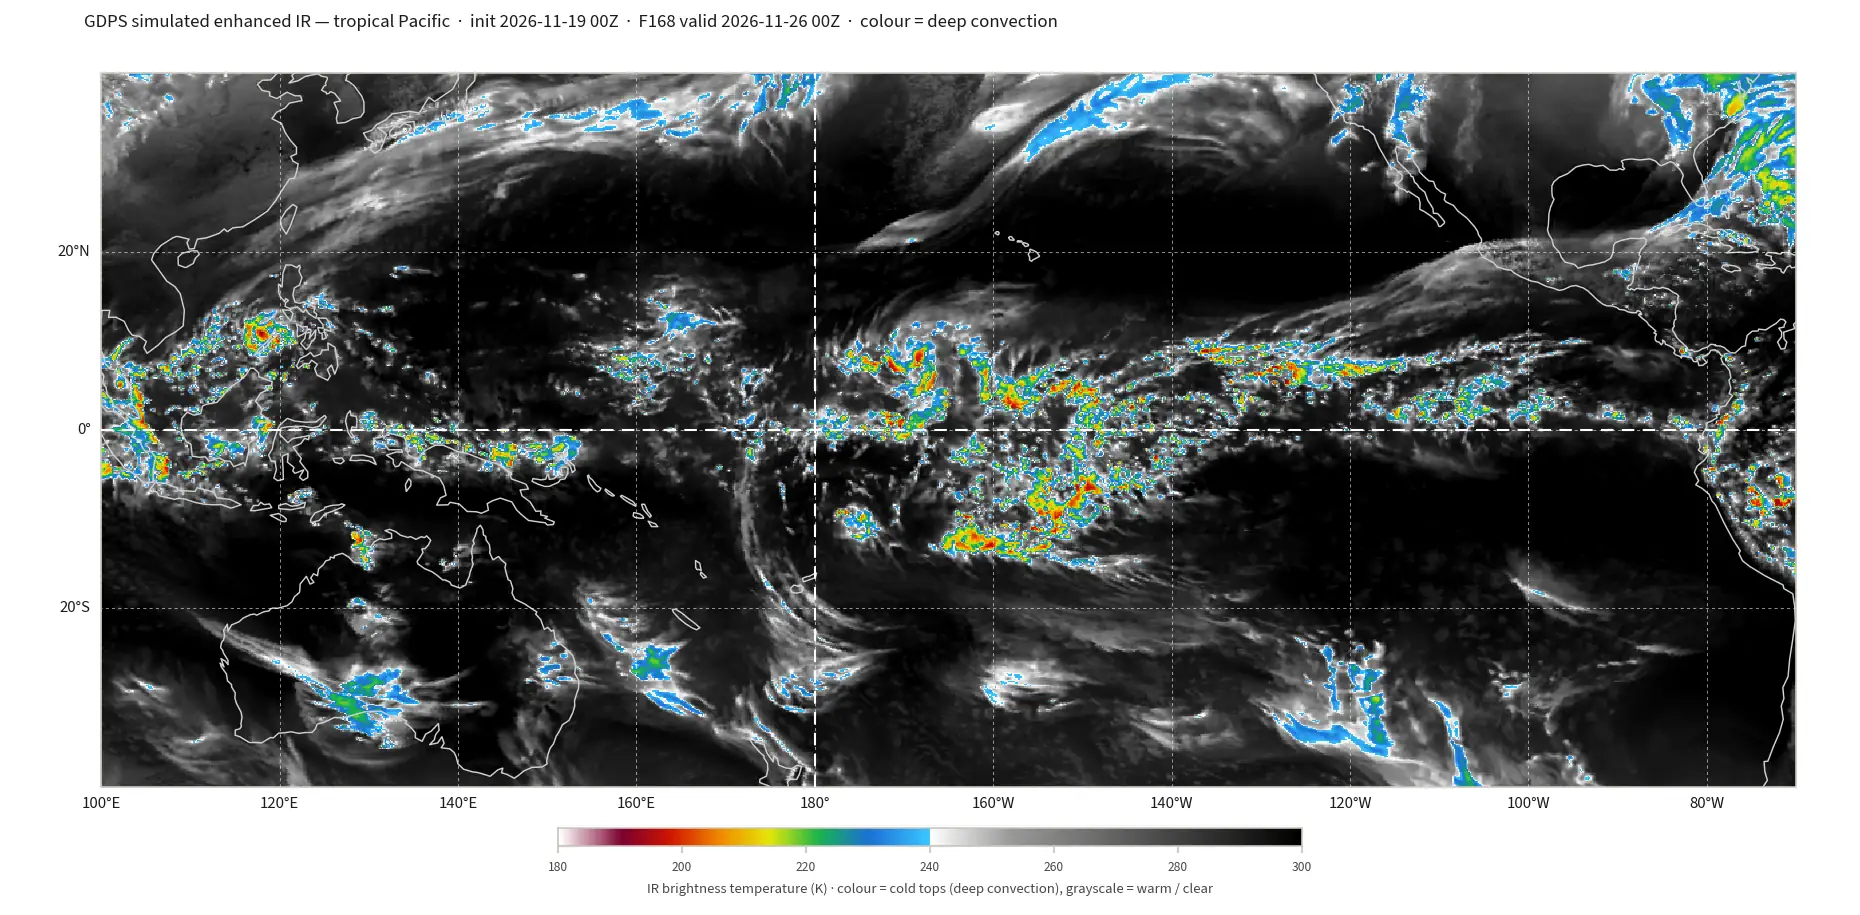 GDPS simulated enhanced IR — tropical Pacific · init 2026-11-19 00Z · F168 valid 2026-11-26 00Z · colour = deep convection
20°N
0°
20°S
100°E 120°E 140°E 160°E 180° 160°W 140°W 120°W 100°W 80°W
180 200 220 240 260 280 300
IR brightness temperature (K) · colour = cold tops (deep convection), grayscale = warm / clear